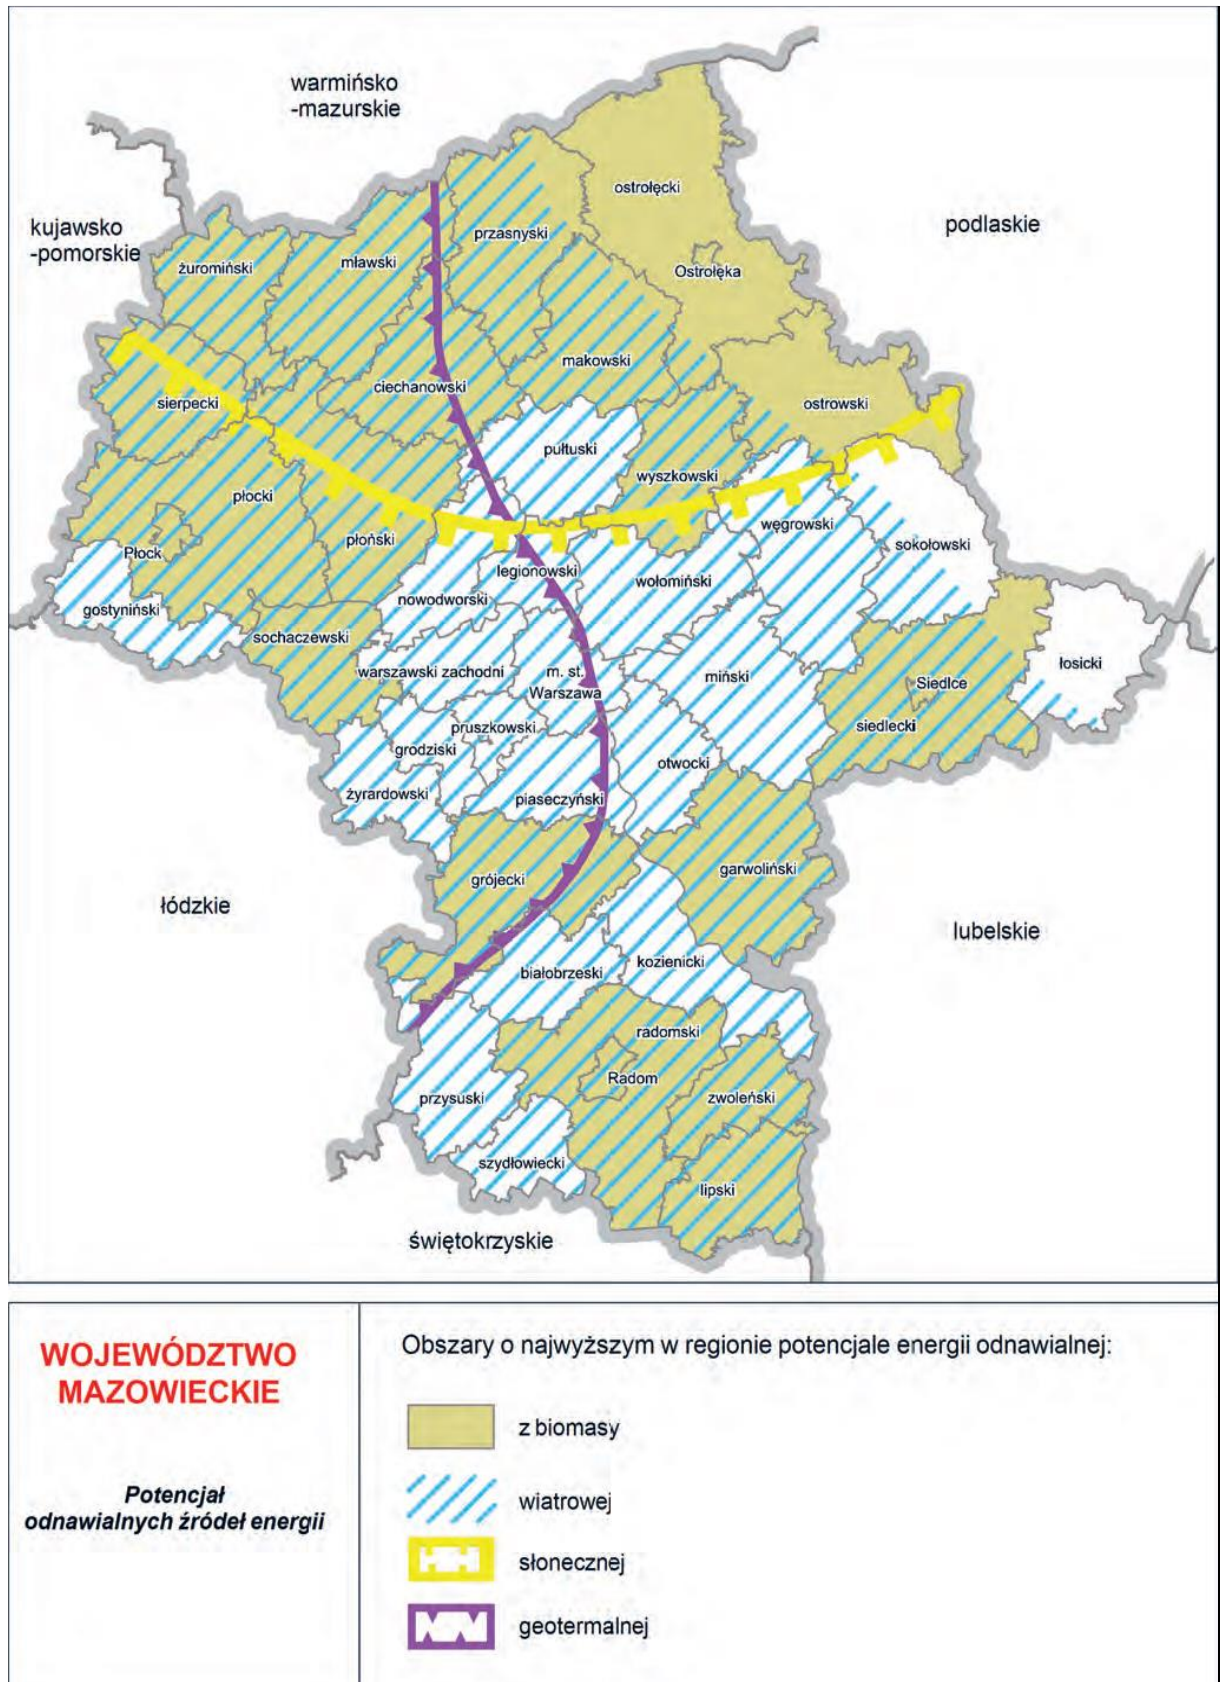 warmińsko
-mazurskie
kujawsko
-pomorskie
podlaskie
ostrołęcki
przasnyski
mławski
żuromiński
Ostrołęka
makowski
ciechanowski
sierpecki
ostrowski
pułtuski
wyszkowski
płocki
węgrowski
płoński
sokołowski
Płock
legionowski
wołomiński
nowodworski
gostyniński
sochaczewski
łosicki
warszawski zachodni
m. st.
Warszawa
miński
Siedlce
siedlecki
pruszkowski
grodziski
otwocki
żyrardowski
piaseczyński
grójecki
garwoliński
łódzkie
lubelskie
kozienicki
białobrzeski
radomski
Radom
przysuski
zwoleński
szydłowiecki
lipski
świętokrzyskie
WOJEWÓDZTWO
MAZOWIECKIE
Potencjał
odnawialnych źródeł energii
Obszary o najwyższym w regionie potencjale energii odnawialnej:
z biomasy
wiatrowej
słonecznej
geotermalnej